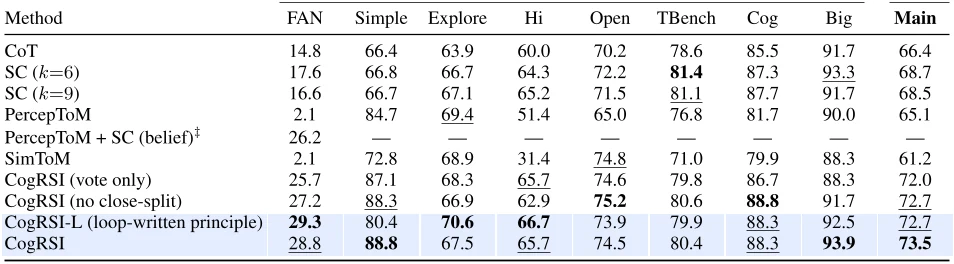 Method FAN Simple Explore Hi Open TBench Cog Big Main
CoT 14.8 66.4 63.9 60.0 70.2 78.6 85.5 91.7 66.4
SC (k=6) 17.6 66.8 66.7 64.3 72.2 81.4 87.3 93.3 68.7
SC (k=9) 16.6 66.7 67.1 65.2 71.5 81.1 87.7 91.7 68.5
PercepToM 2.1 84.7 69.4 51.4 65.0 76.8 81.7 90.0 65.1
PercepToM + SC (belief)‡ 26.2 — — — — — — — —
SimToM 2.1 72.8 68.9 31.4 74.8 71.0 79.9 88.3 61.2
CogRSI (vote only) 25.7 87.1 68.3 65.7 74.6 79.8 86.7 88.3 72.0
CogRSI (no close-split) 27.2 88.3 66.9 62.9 75.2 80.6 88.8 91.7 72.7
CogRSI-L (loop-written principle) 29.3 80.4 70.6 66.7 73.9 79.9 88.3 92.5 72.7
CogRSI 28.8 88.8 67.5 65.7 74.5 80.4 88.3 93.9 73.5